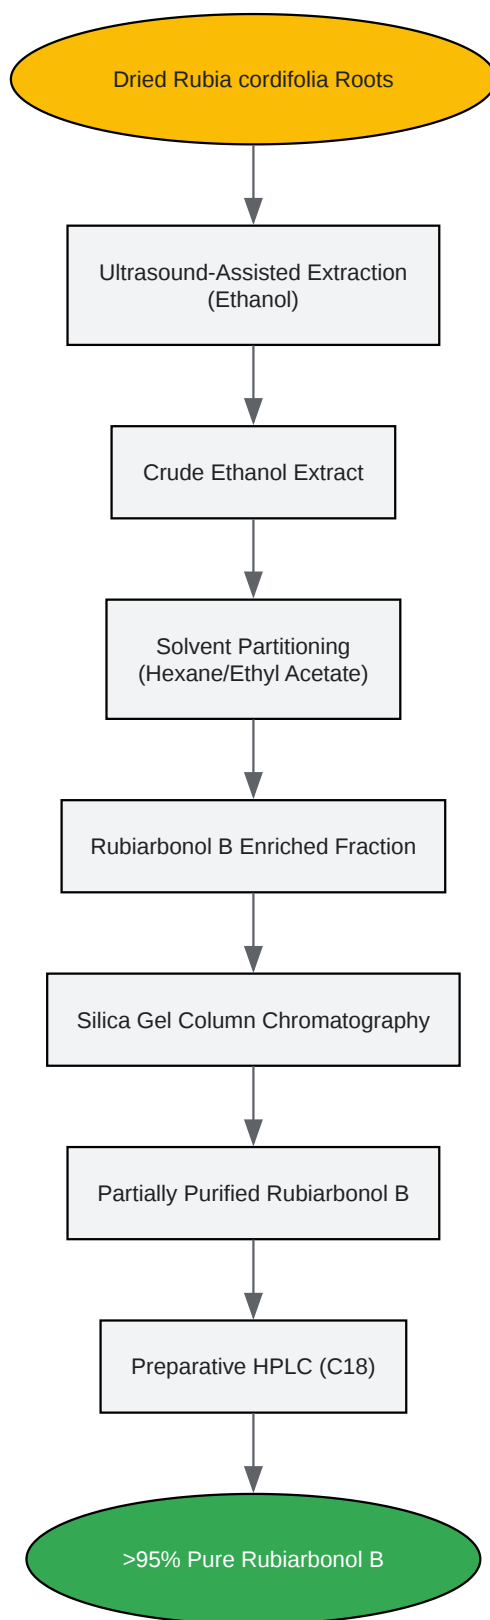 Dried Rubia cordifolia Roots
Ultrasound-Assisted Extraction
(Ethanol)
Crude Ethanol Extract
Solvent Partitioning
(Hexane/Ethyl Acetate)
Rubiarbonol B Enriched Fraction
Silica Gel Column Chromatography
Partially Purified Rubiarbonol B
Preparative HPLC (C18)
>95% Pure Rubiarbonol B